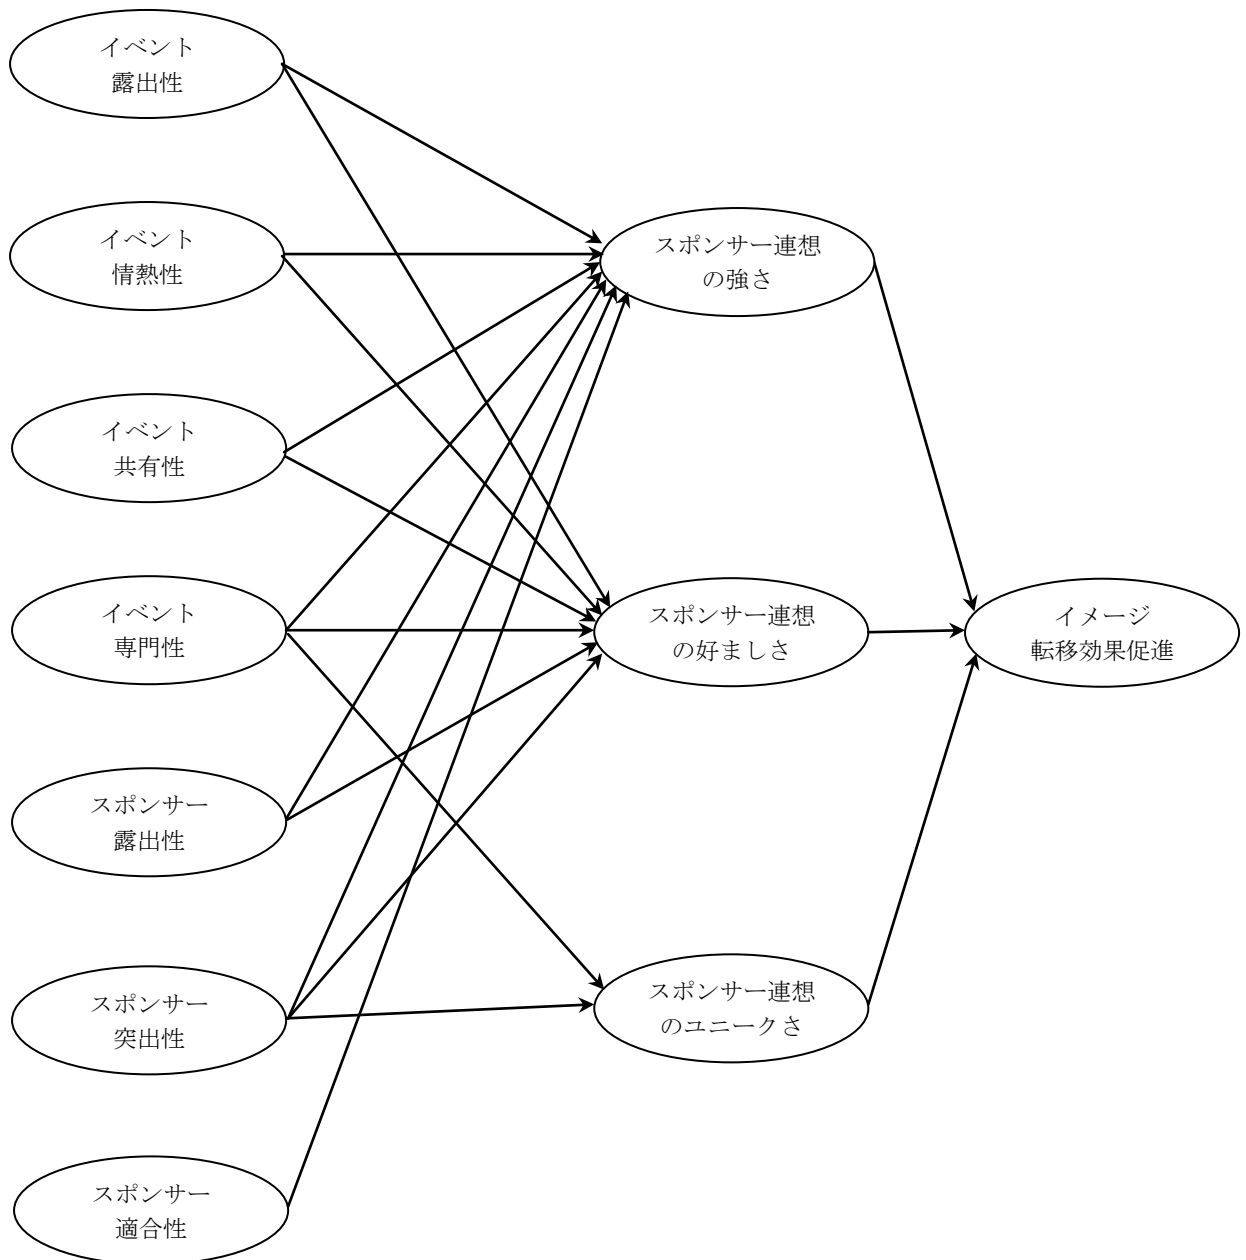 イベント
露出性
イベント
情熱性
イベント
共有性
イベント
専門性
スポンサー
露出性
スポンサー
突出性
スポンサー
適合性
スポンサー連想
の強さ
スポンサー連想
の好ましさ
スポンサー連想
のユニークさ
イメージ
転移効果促進